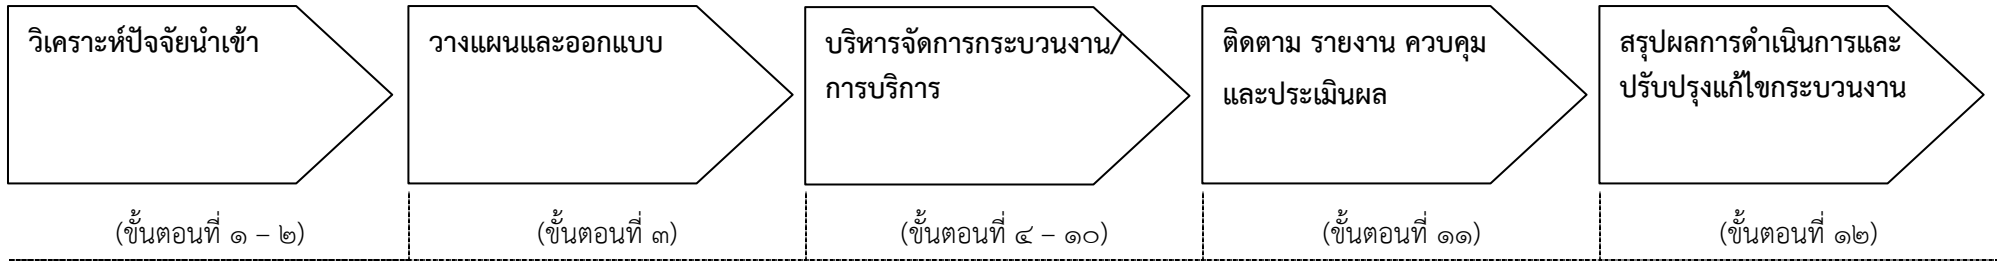 วิเคราะห์ปัจจัยนำเข้า
วางแผนและออกแบบ
บริหารจัดการกระบวนงาน/
การบริการ
ติดตาม รายงาน ควบคุม
และประเมินผล
สรุปผลการดำเนินการและ
ปรับปรุงแก้ไขกระบวนงาน
(ขั้นตอนที่ ๑ – ๒)
(ขั้นตอนที่ ๓)
(ขั้นตอนที่ ๔ – ๑๐)
(ขั้นตอนที่ ๑๑)
(ขั้นตอนที่ ๑๒)